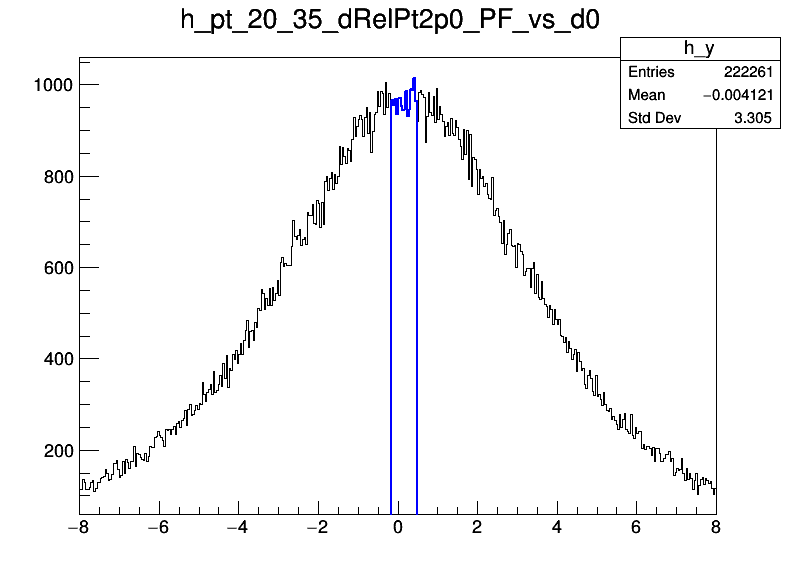 h_pt_20_35_dRelPt2p0_PF_vs_d0
h_y
Entries 222261
Mean −0.004121
Std Dev 3.305
1000
800
600
400
200
−8 −6 −4 −2 0 2 4 6 8